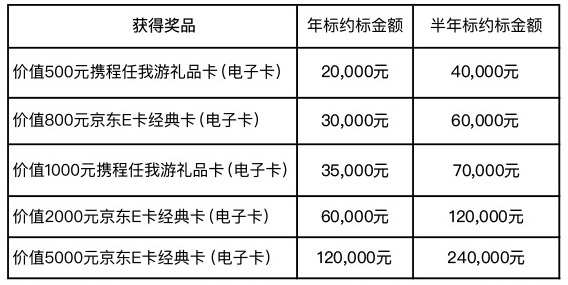 获得奖品 年标约标金额 半年标约标金额
价值500元携程任我游礼品卡(电子卡) 20,000元 40,000元
价值800元京东E卡经典卡(电子卡) 30,000元 60,000元
价值1000元携程任我游礼品卡(电子卡) 35,000元 70,000元
价值2000元京东E卡经典卡(电子卡) 60,000元 120,000元
价值5000元京东E卡经典卡(电子卡) 120,000元 240,000元